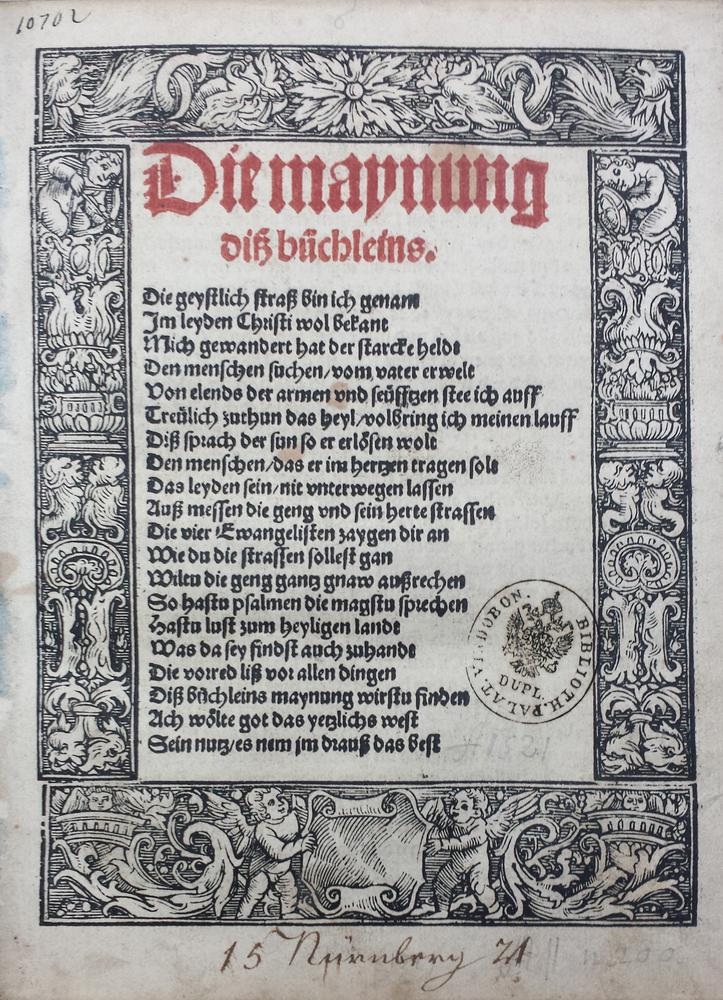 10702
Die maynung
diß bůchleins.
Die geystlich straß bin ich genant
Im leyden Christi wol bekant
Mich gewandert hat der starcke heldt
Den menschen suchen/vom vater erwelt
Von elends der armen vnd seüfftzen stee ich auff
Treülich zuthun das heyl/volbring ich meinen lauff
Diß sprach der sun so er erlösen wolt
Den menschen/das er im hertzen tragen solt
Das leyden sein/nit vnterwegen lassen
Auß messen die geng vnd sein herte strassen
Die vier Ewangelisten zaygen dir an
Wie du die strassen sollest gan
Wiltu die geng gantz gnaw außrechen
So hastu psalmen die magstu sprechen
Hastu lust zum heyligen landt
Was da sey findst auch zuhandt
Die vorred liß vor allen dingen
Diß bůchleins maynung wirstu finden
Ach wölte got das yetzlichs west
Sein nutz/es nem jm drauß das best
BIBLIOTH. PALAT. VINDOBON.
DUPL.
1521
15 Nürnberg 21